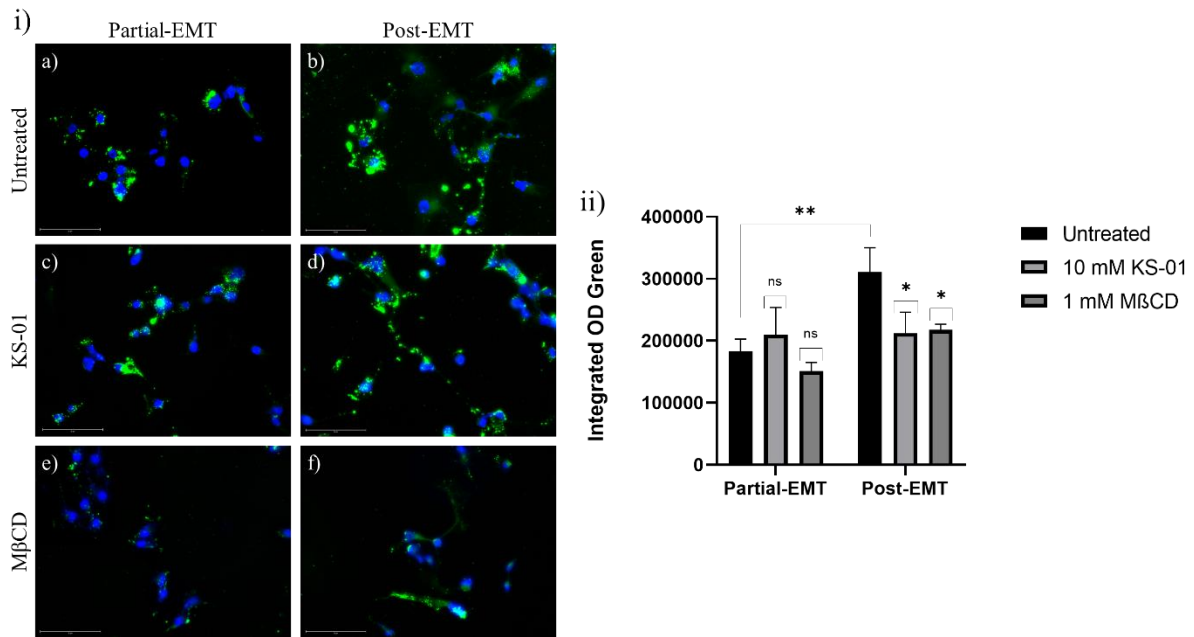 i)
Partial-EMT Post-EMT
Untreated
a) b)
KS-01
c) d)
MβCD
e) f)
ii)
Integrated OD Green
400000
300000
200000
100000
0
**
ns
ns
*
*
Partial-EMT Post-EMT
Untreated
10 mM KS-01
1 mM MβCD